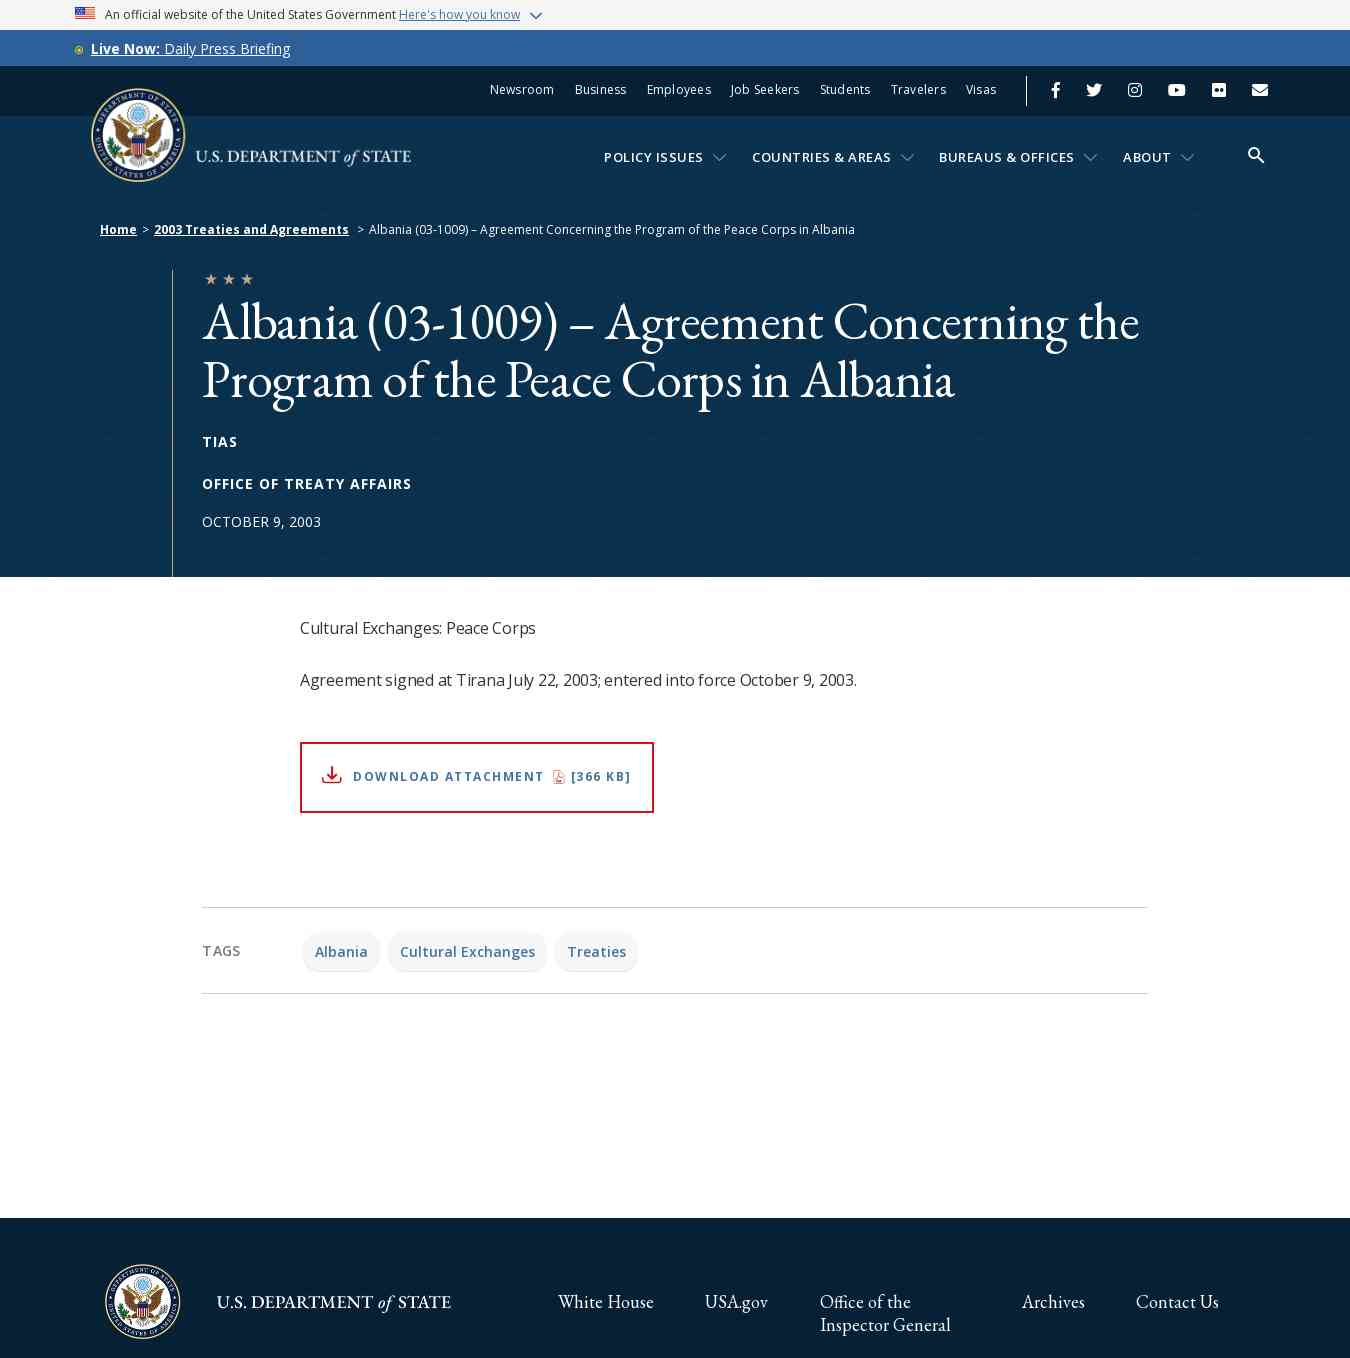 An official website of the United States Government Here's how you know
Live Now: Daily Press Briefing
Newsroom Business Employees Job Seekers Students Travelers Visas
DEPARTMENT OF STATE
UNITED STATES OF AMERICA
U.S. DEPARTMENT of STATE
POLICY ISSUES COUNTRIES & AREAS BUREAUS & OFFICES ABOUT
Home > 2003 Treaties and Agreements > Albania (03-1009) – Agreement Concerning the Program of the Peace Corps in Albania
Albania (03-1009) – Agreement Concerning the
Program of the Peace Corps in Albania
TIAS
OFFICE OF TREATY AFFAIRS
OCTOBER 9, 2003
Cultural Exchanges: Peace Corps
Agreement signed at Tirana July 22, 2003; entered into force October 9, 2003.
DOWNLOAD ATTACHMENT [366 KB]
TAGS Albania Cultural Exchanges Treaties
DEPARTMENT OF STATE
UNITED STATES OF AMERICA
U.S. DEPARTMENT of STATE
White House USA.gov Office of the Archives Contact Us
Inspector General